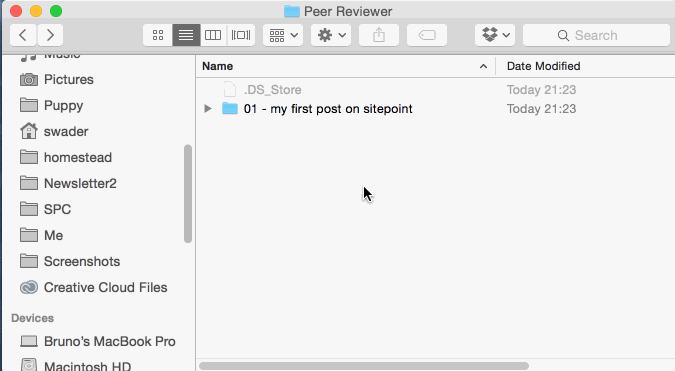 Peer Reviewer
Search
Music
Pictures
Puppy
swader
homestead
Newsletter2
SPC
Me
Screenshots
Creative Cloud Files
Devices
Bruno's MacBook Pro
Macintosh HD
Name Date Modified
.DS_Store Today 21:23
01 - my first post on sitepoint Today 21:23